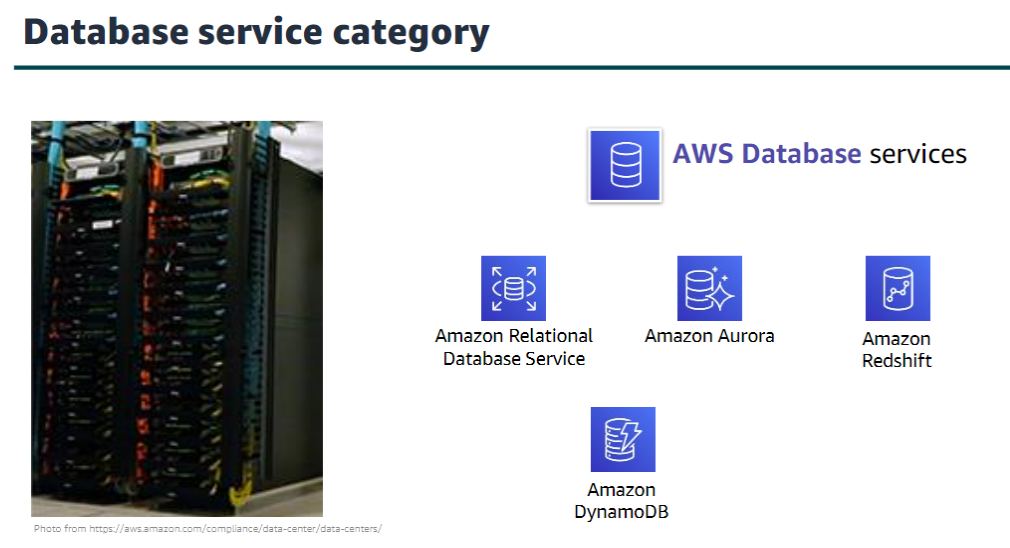 Database service category
AWS Database services
Amazon Relational
Database Service
Amazon Aurora
Amazon
Redshift
Amazon
DynamoDB
Photo from https://aws.amazon.com/compliance/data-center/data-centers/